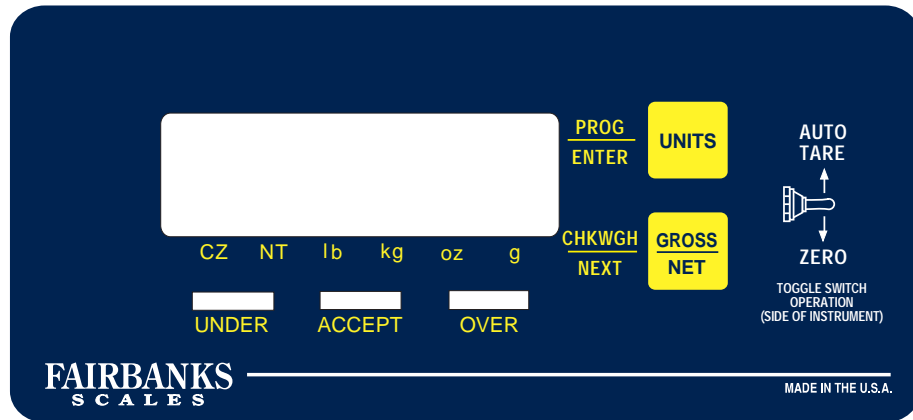 PROG
ENTER
UNITS
AUTO
TARE
CZ NT lb kg oz g
CHKWGH
NEXT
GROSS
NET
ZERO
TOGGLE SWITCH
OPERATION
(SIDE OF INSTRUMENT)
UNDER ACCEPT OVER
FAIRBANKS
SCALES
MADE IN THE U.S.A.